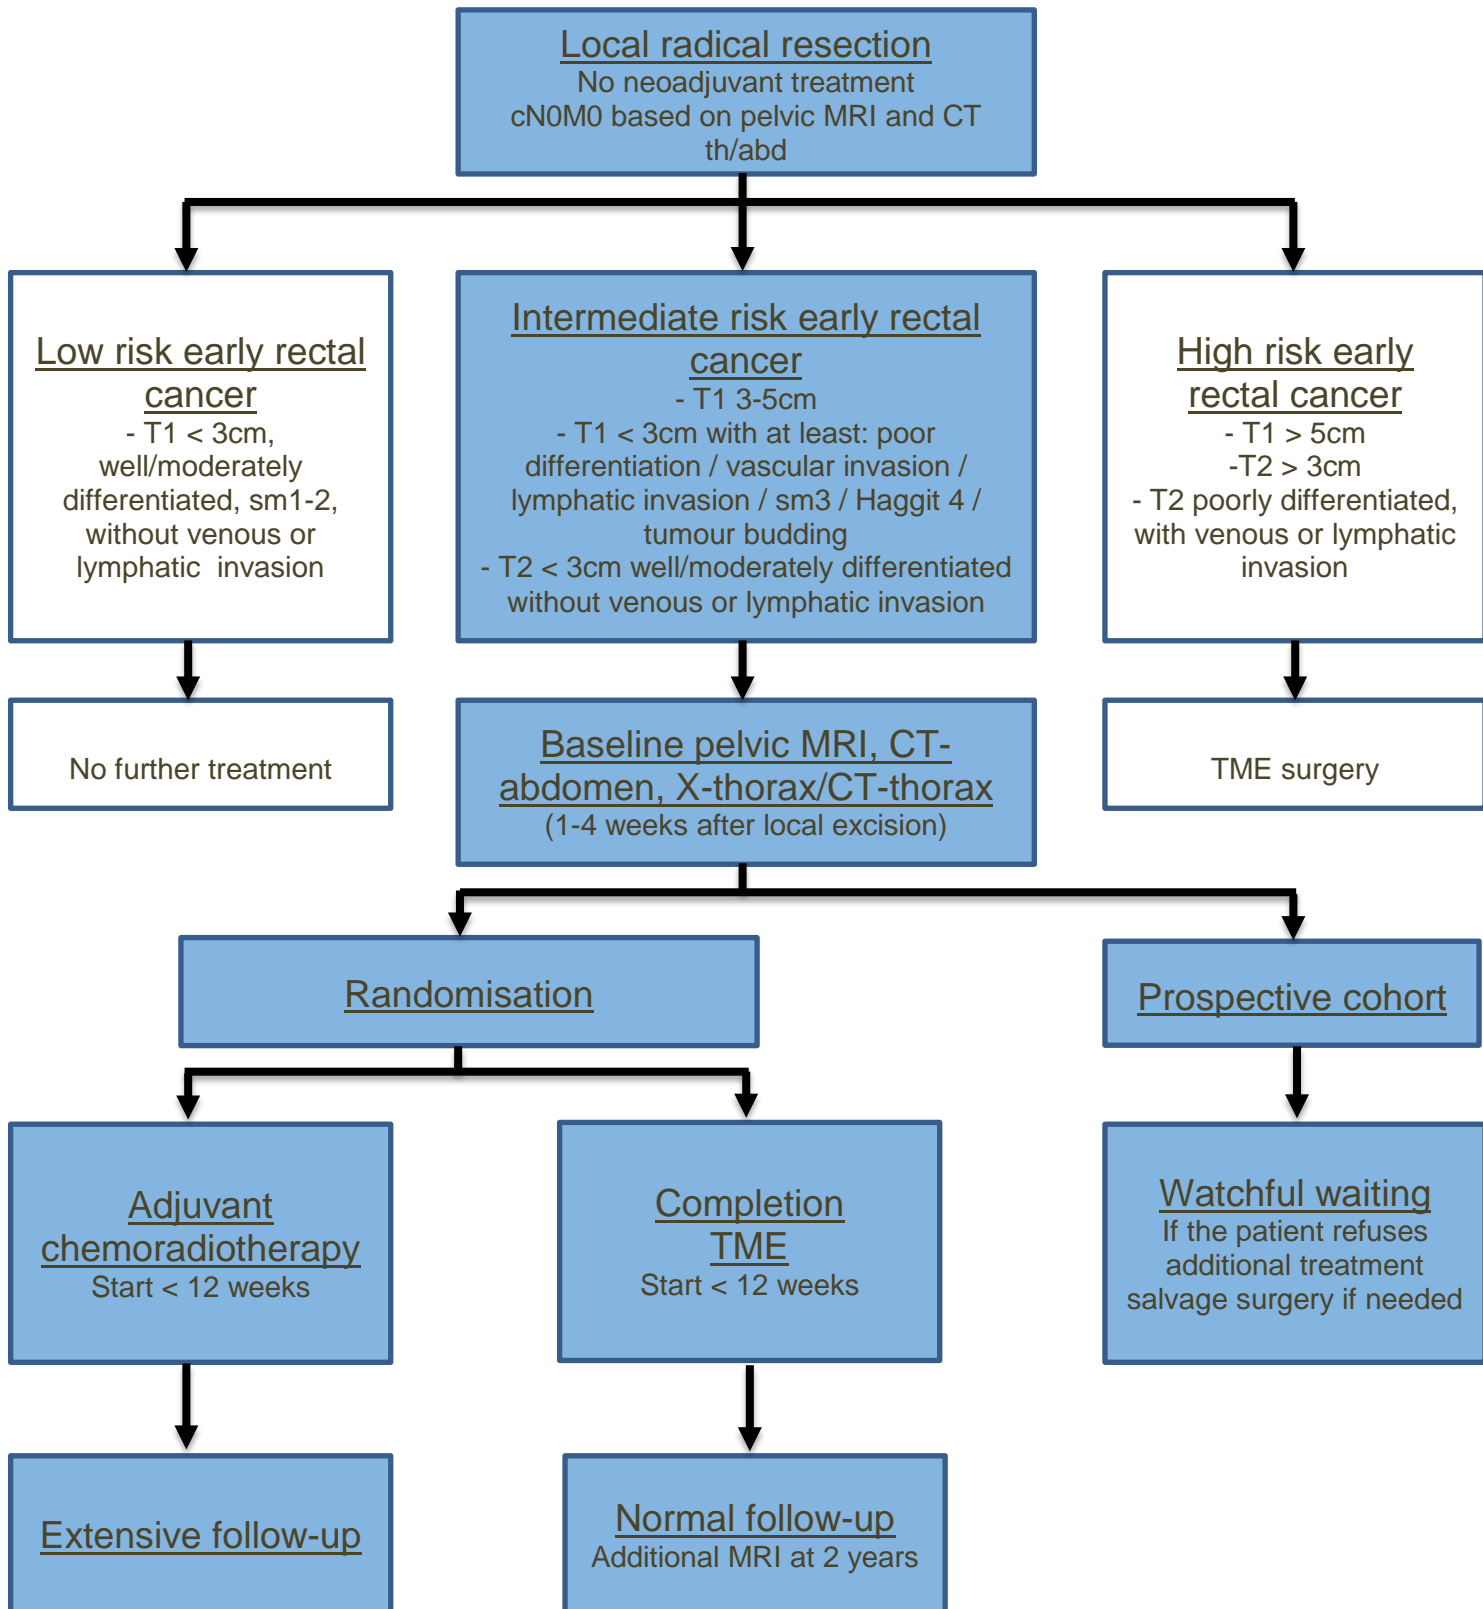 Local radical resection
No neoadjuvant treatment
cN0M0 based on pelvic MRI and CT
th/abd
Low risk early rectal
cancer
- T1 < 3cm,
well/moderately
differentiated, sm1-2,
without venous or
lymphatic invasion
Intermediate risk early rectal
cancer
- T1 3-5cm
- T1 < 3cm with at least: poor
differentiation / vascular invasion /
lymphatic invasion / sm3 / Haggit 4 /
tumour budding
- T2 < 3cm well/moderately differentiated
without venous or lymphatic invasion
High risk early
rectal cancer
- T1 > 5cm
-T2 > 3cm
- T2 poorly differentiated,
with venous or lymphatic
invasion
No further treatment
Baseline pelvic MRI, CT-
abdomen, X-thorax/CT-thorax
(1-4 weeks after local excision)
TME surgery
Randomisation
Prospective cohort
Adjuvant
chemoradiotherapy
Start < 12 weeks
Completion
TME
Start < 12 weeks
Watchful waiting
If the patient refuses
additional treatment
salvage surgery if needed
Extensive follow-up
Normal follow-up
Additional MRI at 2 years